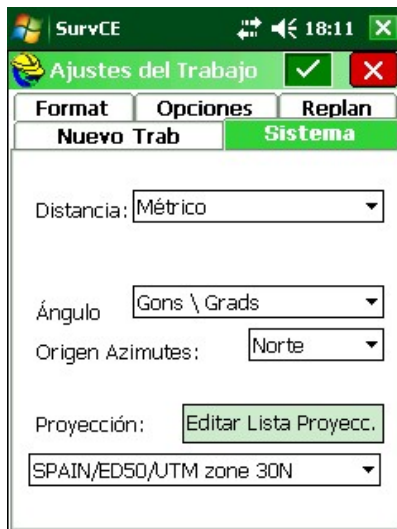 SurvCE 18:11
Ajustes del Trabajo
Format Opciones Replan
Nuevo Trab Sistema
Distancia: Métrico
Ángulo Gons \ Grads
Origen Azimutes: Norte
Proyección: Editar Lista Proyecc.
SPAIN/ED50/UTM zone 30N